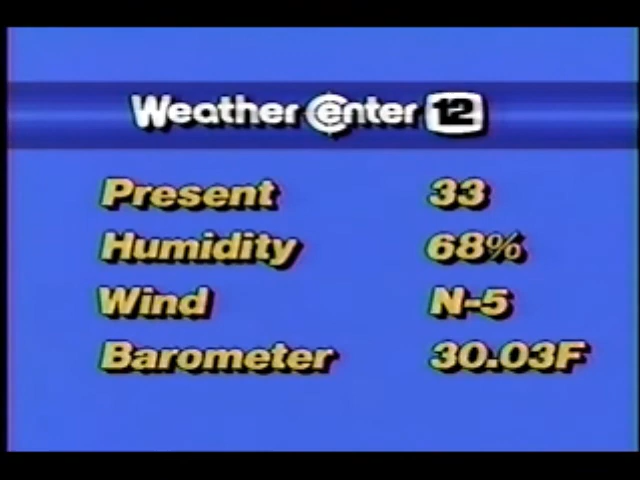 Weather Center 12
Present 33
Humidity 68%
Wind N-5
Barometer 30.03F